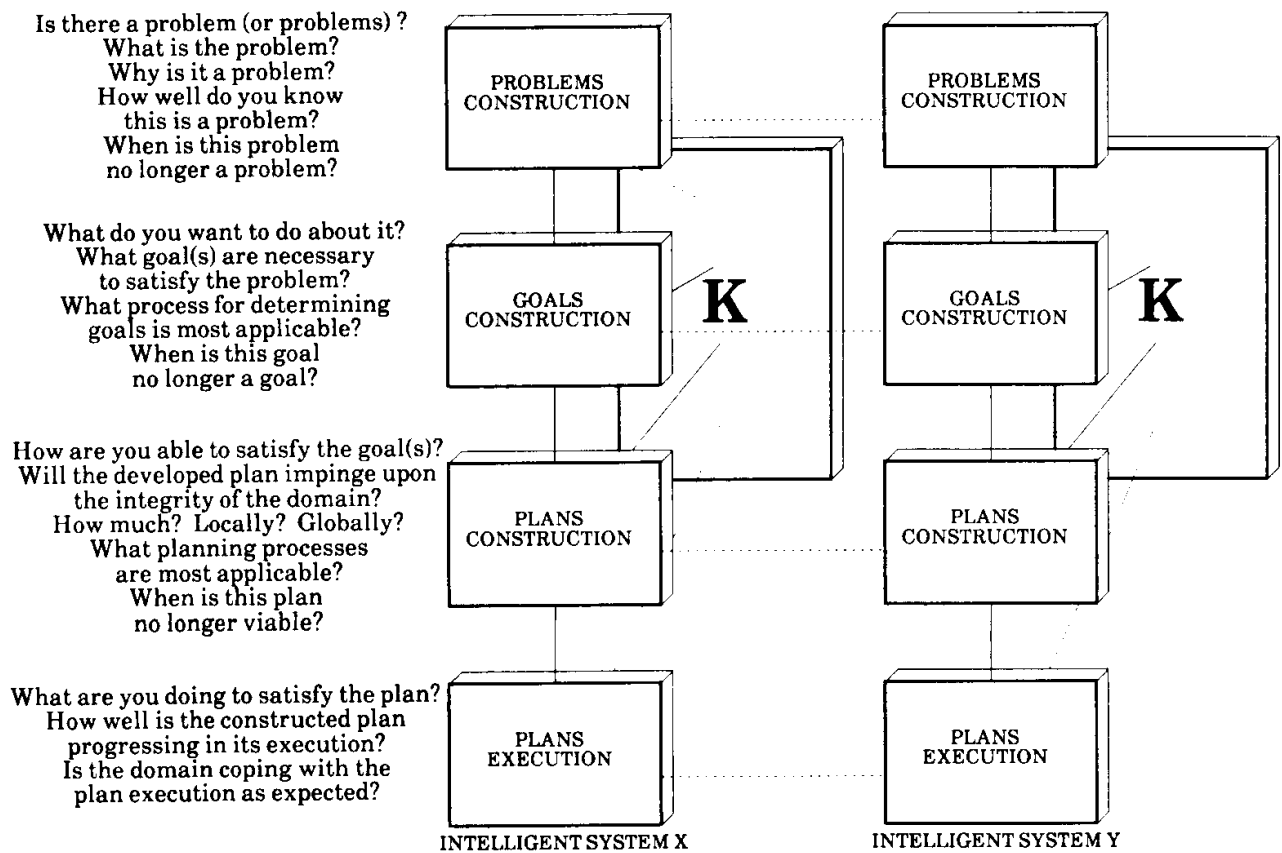 Is there a problem (or problems) ?
What is the problem?
Why is it a problem?
How well do you know
this is a problem?
When is this problem
no longer a problem?
PROBLEMS
CONSTRUCTION
PROBLEMS
CONSTRUCTION
What do you want to do about it?
What goal(s) are necessary
to satisfy the problem?
What process for determining
goals is most applicable?
When is this goal
no longer a goal?
GOALS
CONSTRUCTION
K
GOALS
CONSTRUCTION
K
How are you able to satisfy the goal(s)?
Will the developed plan impinge upon
the integrity of the domain?
How much? Locally? Globally?
What planning processes
are most applicable?
When is this plan
no longer viable?
PLANS
CONSTRUCTION
PLANS
CONSTRUCTION
What are you doing to satisfy the plan?
How well is the constructed plan
progressing in its execution?
Is the domain coping with the
plan execution as expected?
PLANS
EXECUTION
PLANS
EXECUTION
INTELLIGENT SYSTEM X
INTELLIGENT SYSTEM Y